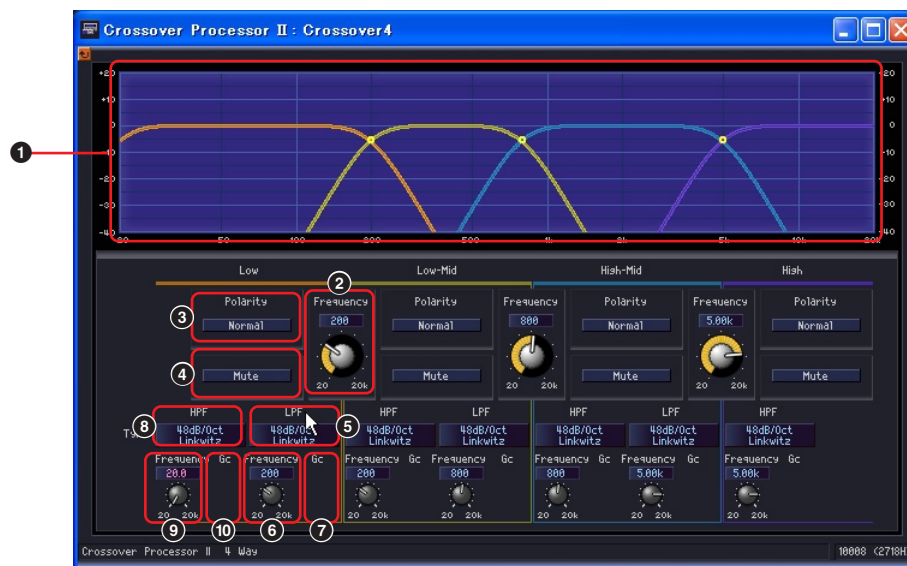 Crossover Processor II : Crossover4
+20 +20
+10 +10
0 0
-10 -10
-20 -20
-30 -30
-40 -40
20 50 100 200 500 1k 2k 5k 10k 20k
1
Low Low-Mid High-Mid High
2
Polarity Frequency Polarity Frequency Polarity Frequency Polarity
3 Normal 200 Normal 800 Normal 5.00k Normal
4 Mute Mute Mute Mute
20 20k 20 20k 20 20k
HPF LPF HPF LPF HPF LPF HPF
8 48dB/Oct 48dB/Oct 5 48dB/Oct 48dB/Oct 48dB/Oct 48dB/Oct 48dB/Oct
Linkwitz Linkwitz Linkwitz Linkwitz Linkwitz Linkwitz Linkwitz
Frequency Gc Frequency Gc Frequency Gc Frequency Gc Frequency Gc Frequency Gc Frequency Gc
20.0 200 200 800 800 5.00k 5.00k
20 20k 20 20k 20 20k 20 20k 20 20k 20 20k 20 20k
9 10 6 7
Crossover Processor II 4 Way 10008 (2718H